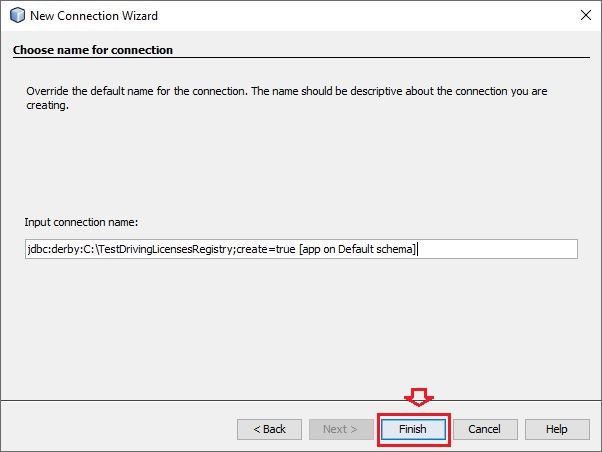 New Connection Wizard
Choose name for connection
Override the default name for the connection. The name should be descriptive about the connection you are
creating.
Input connection name:
jdbc:derby:C:\TestDrivingLicensesRegistry;create=true [app on Default schema]
< Back
Next >
Finish
Cancel
Help